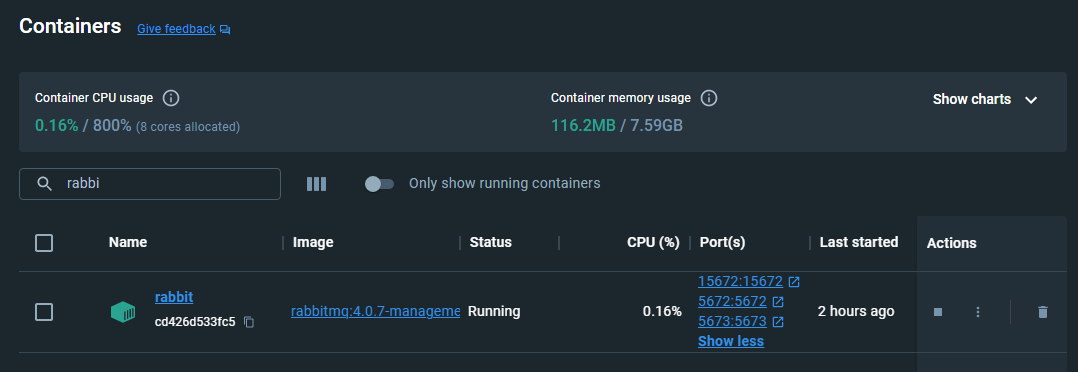 Containers Give feedback
Container CPU usage
0.16% / 800% (8 cores allocated)
Container memory usage
116.2MB / 7.59GB
Show charts
rabbi
Only show running containers
Name Image Status CPU (%) Port(s) Last started Actions
rabbit
cd426d533fc5
rabbitmq:4.0.7-manageme
Running
0.16%
15672:15672
5672:5672
5673:5673
Show less
2 hours ago